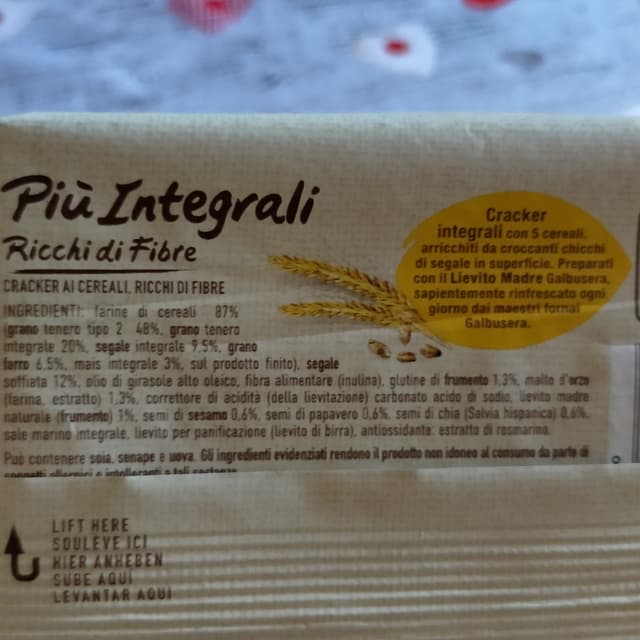 Più Integrali
Ricchi di Fibre
CRACKER AI CEREALI, RICCHI DI FIBRE
INGREDIENTI: farine di cereali 87%
(grano tenero tipo 2 48%, grano tenero
integrale 20%, segale integrale 9.5%, grano
farro 6,5%, mais integrale 3%, sul prodotto finito), segale
soffiata 12%, olio di girasole alto oleico, fibra alimentare (inulina), glutine di frumento 1,3%, malto d'orzo
(farina, estratto) 1,3%, correttore di acidità (della lievitazione) carbonato acido di sodio, lievito madre
naturale (frumento) 1%, semi di sesamo 0,6%, semi di papavero 0,6%, semi di chia (Salvia hispanica) 0,6%,
sale marino integrale, lievito per panificazione (lievito di birra), antiossidante: estratto di rosmarino.
Può contenere soia, senape e uova. Gli ingredienti evidenziati rendono il prodotto non idoneo al consumo da parte di
soggetti allergici e intolleranti a tali sostanze.
Cracker
integrali con 5 cereali,
arricchiti da croccanti chicchi
di segale in superficie. Preparati
con il Lievito Madre Galbusera,
sapientemente rinfrescato ogni
giorno dai maestri fornai
Galbusera.
LIFT HERE
SOULEVE ICI
HIER ANHEBEN
SUBE AQUI
LEVANTAR AQUI